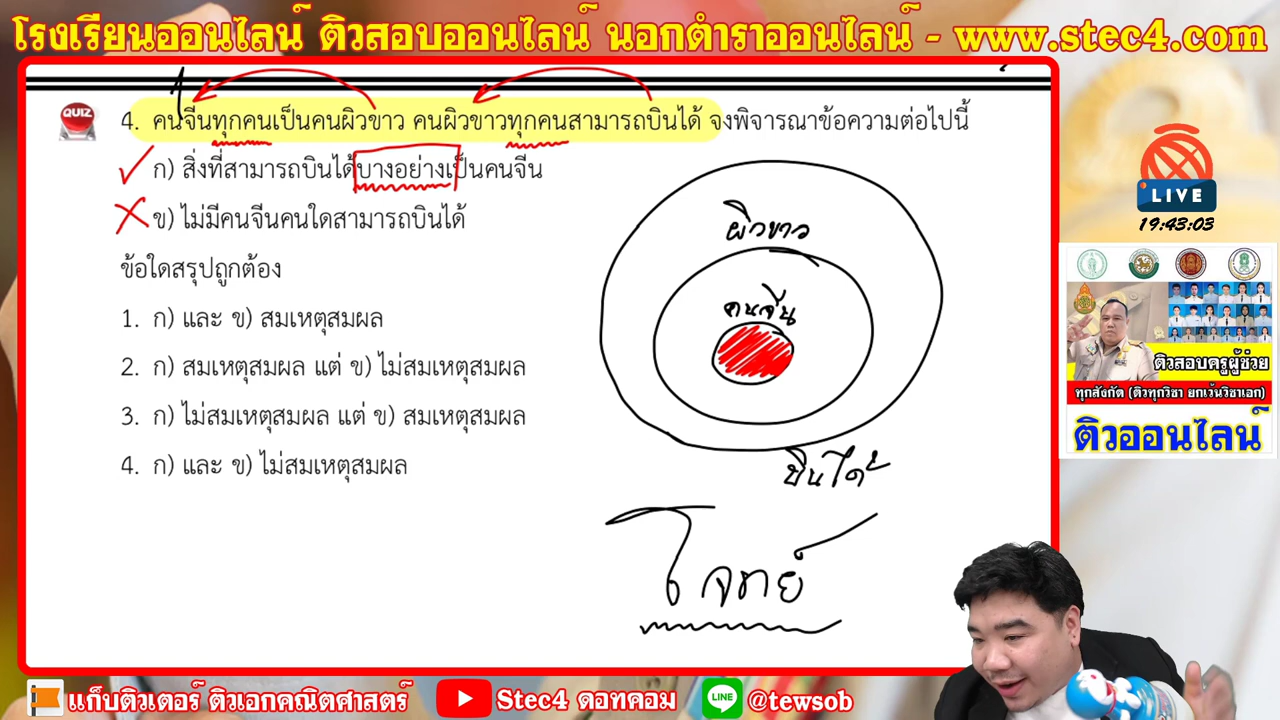 โรงเรียนออนไลน์ ติวสอบออนไลน์ นอกตำราออนไลน์ - www.stec4.com
QUIZ
4. คนจีนทุกคนเป็นคนผิวขาว คนผิวขาวทุกคนสามารถบินได้ จงพิจารณาข้อความต่อไปนี้
ก) สิ่งที่สามารถบินได้บางอย่างเป็นคนจีน
ข) ไม่มีคนจีนคนใดสามารถบินได้
ข้อใดสรุปถูกต้อง
1. ก) และ ข) สมเหตุสมผล
2. ก) สมเหตุสมผล แต่ ข) ไม่สมเหตุสมผล
3. ก) ไม่สมเหตุสมผล แต่ ข) สมเหตุสมผล
4. ก) และ ข) ไม่สมเหตุสมผล
ผิวขาว
คนจีน
บินได้
โจทย์
LIVE
19:43:03
ติวสอบครูผู้ช่วย
ทุกสังกัด (ติวทุกวิชา ยกเว้นวิชาเอก)
ติวออนไลน์
แก็บติวเตอร์ ติวเอกคณิตศาสตร์
Stec4 ดอทคอม
LINE
@tewsob